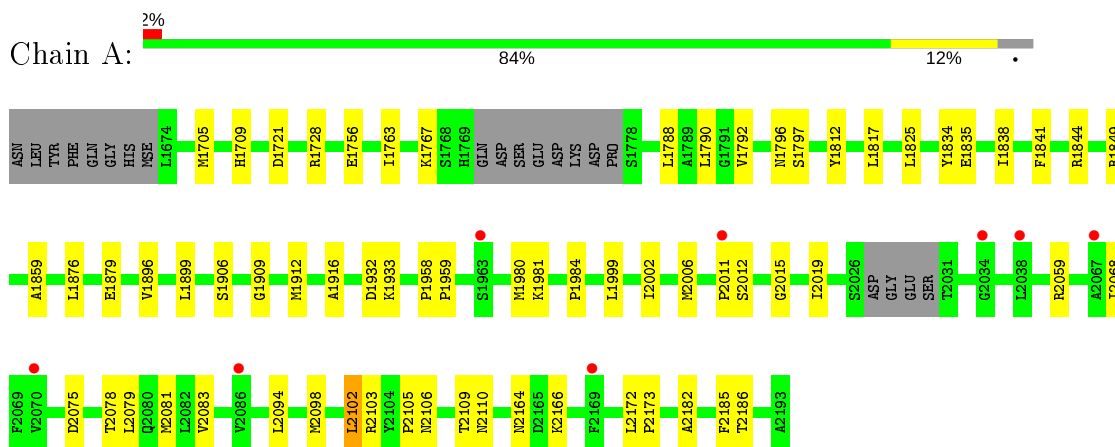 2%
Chain A:
84%
12%
ASN
LEU
TYR
PHE
GLN
GLY
HIS
MSE
L1674
M1705
H1709
D1721
R1728
E1756
I1763
K1767
S1768
H1769
GLN
ASP
SER
GLU
ASP
LYS
ASP
PRO
S1778
L1788
A1789
L1790
G1791
V1792
N1796
S1797
Y1812
L1817
L1825
Y1834
E1835
I1838
F1841
R1844
A1859
L1876
E1879
V1896
L1899
S1906
G1909
M1912
A1916
D1932
K1933
P1958
P1959
S1963
M1980
K1981
P1984
L1999
I2002
M2006
P2011
S2012
G2015
I2019
S2026
ASP
GLY
GLU
SER
T2031
G2034
L2038
R2059
A2067
F2069
V2070
D2075
T2078
L2079
Q2080
M2081
L2082
V2083
V2086
L2094
M2098
L2102
R2103
Y2104
P2105
N2106
T2109
N2110
N2164
D2165
K2166
F2169
L2172
P2173
A2182
F2185
T2186
A2193